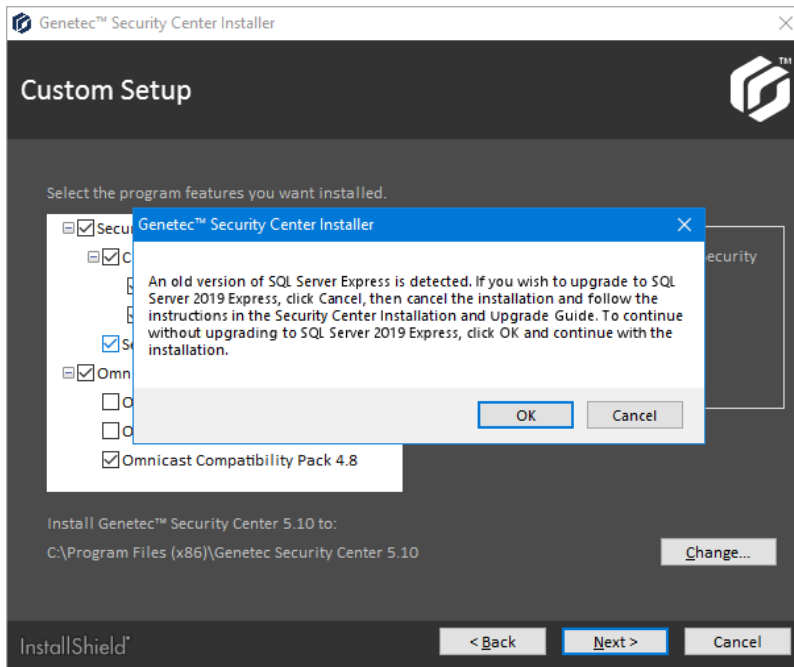 Genetec™ Security Center Installer
Custom Setup
TM
Select the program features you want installed.
Genetec™ Security Center Installer
An old version of SQL Server Express is detected. If you wish to upgrade to SQL
Server 2019 Express, click Cancel, then cancel the installation and follow the
instructions in the Security Center Installation and Upgrade Guide. To continue
without upgrading to SQL Server 2019 Express, click OK and continue with the
installation.
OK Cancel
Omnicast Compatibility Pack 4.8
Install Genetec™ Security Center 5.10 to:
C:\Program Files (x86)\Genetec Security Center 5.10
Change...
InstallShield
< Back Next > Cancel